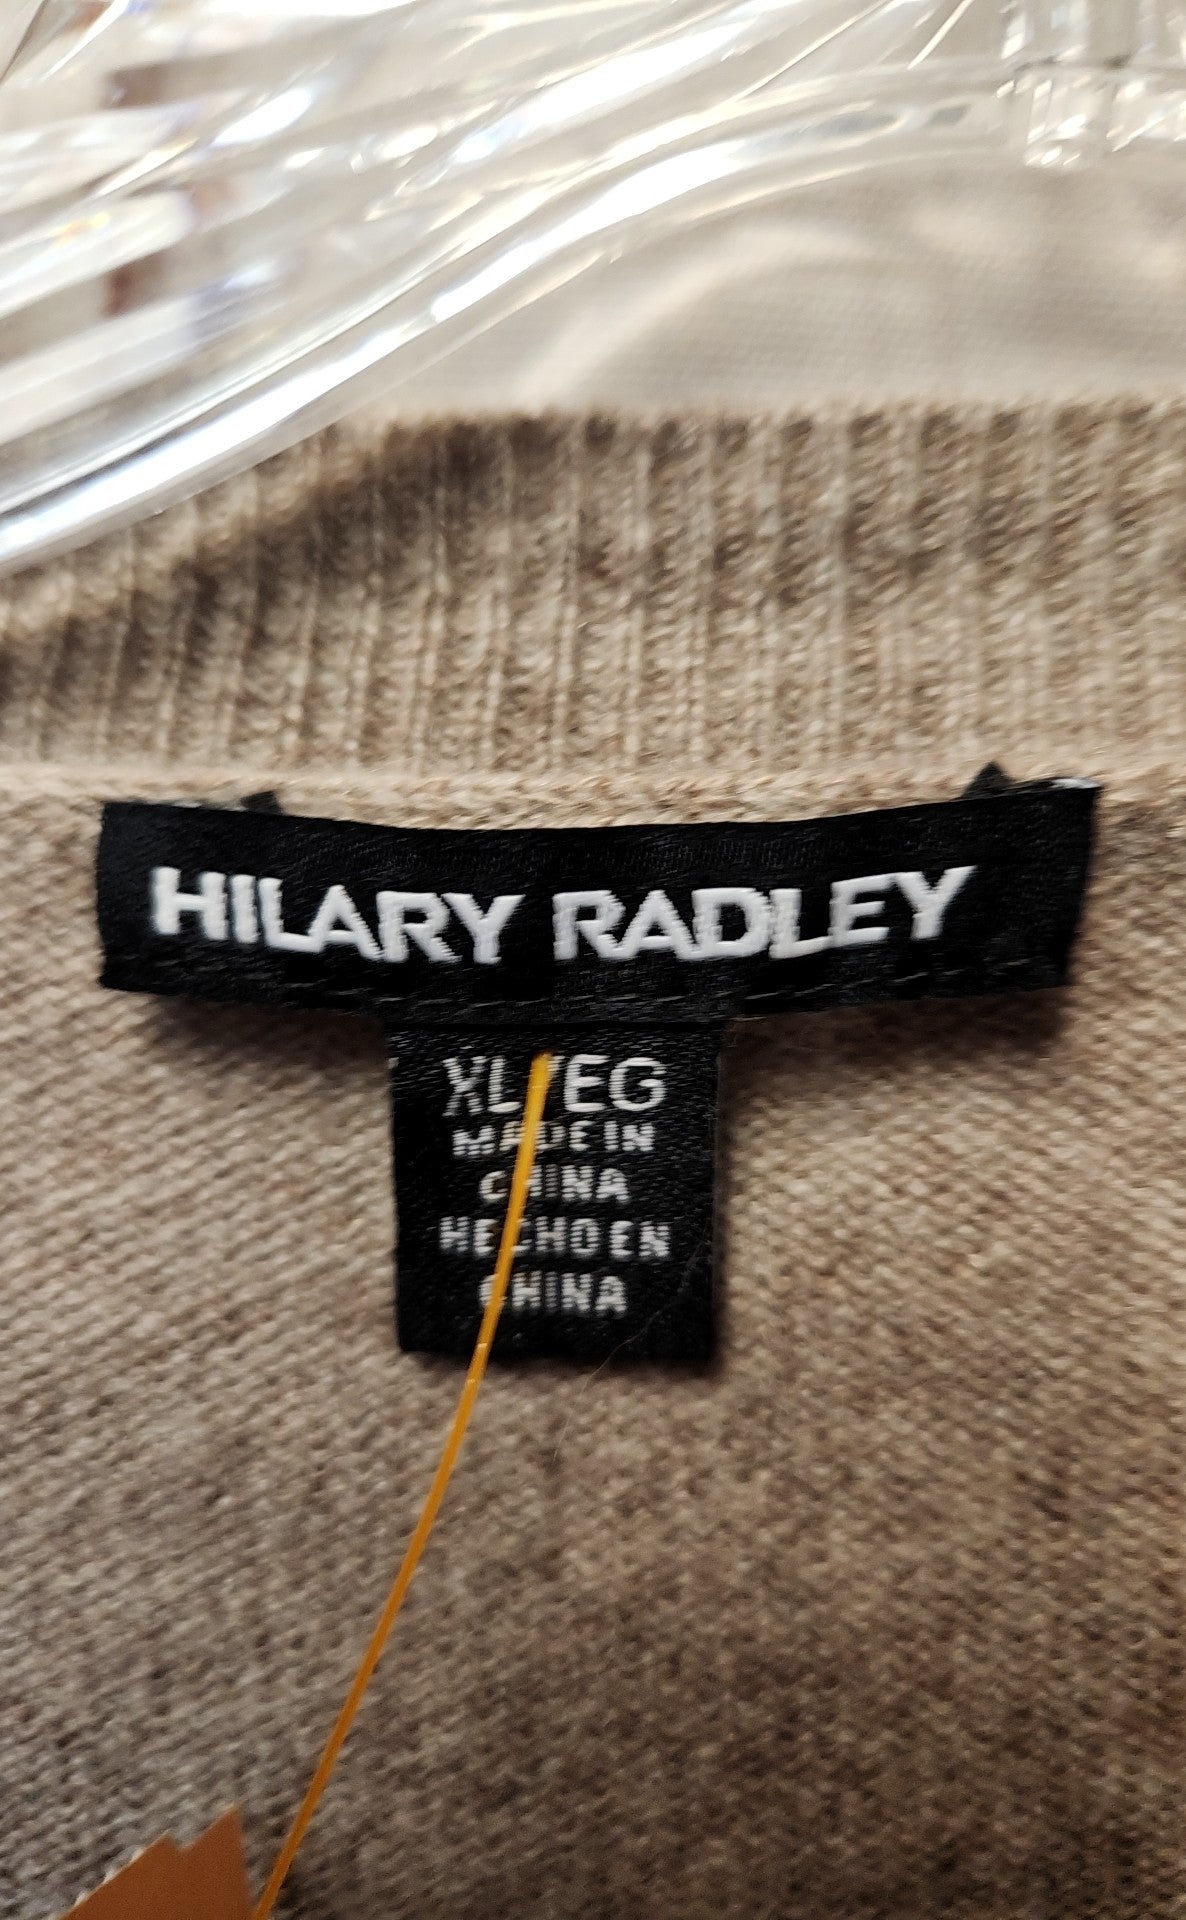 HILARY RADLEY
XL/EG
MADE IN
CHINA
HECHO EN
CHINA